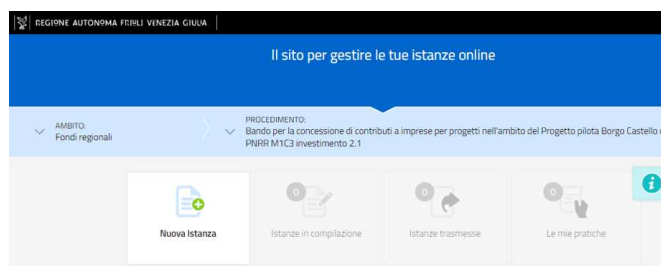 REGIONE AUTONOMA FRIULI VENEZIA GIULIA
Il sito per gestire le tue istanze online
AMBITO:
Fondi regionali
PROCEDIMENTO:
Bando per la concessione di contributi a imprese per progetti nell'ambito del Progetto pilota Borgo Castello
PNRR M1C3 investimento 2.1
0
0
0
i
Nuova Istanza
Istanze in compilazione
Istanze trasmesse
Le mie pratiche